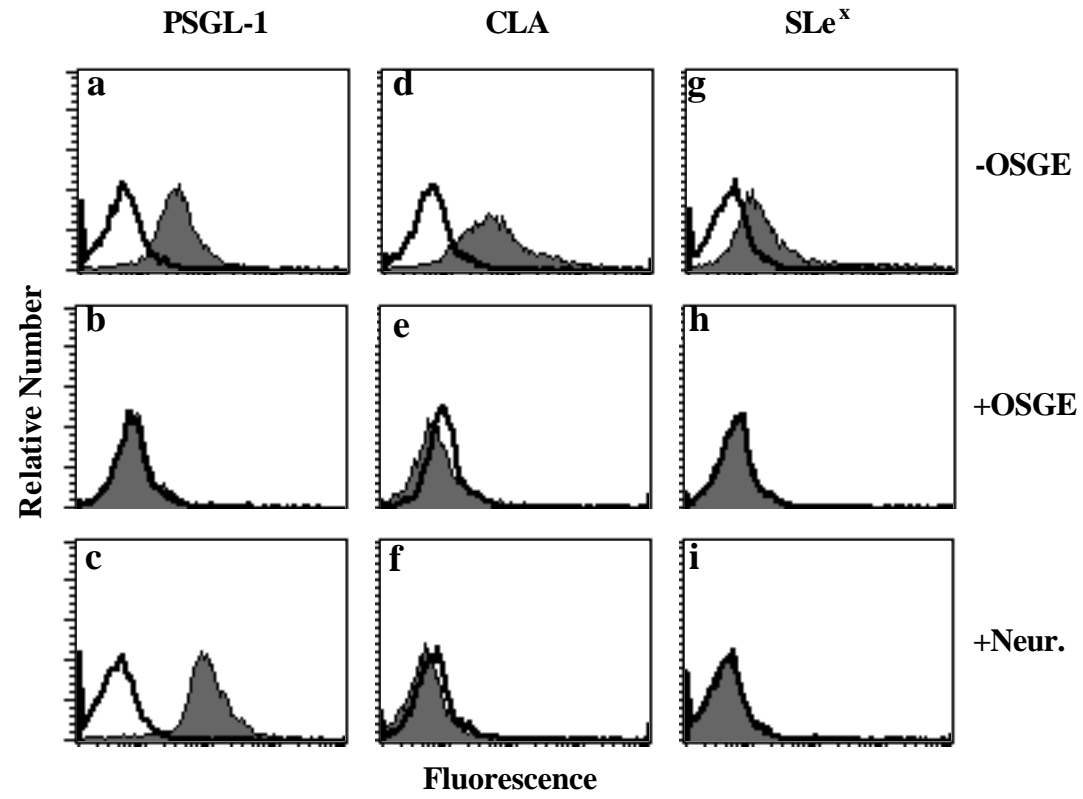 PSGL-1 CLA SLe^x
a d g -OSGE
b e h +OSGE
c f i +Neur.
Relative Number
Fluorescence